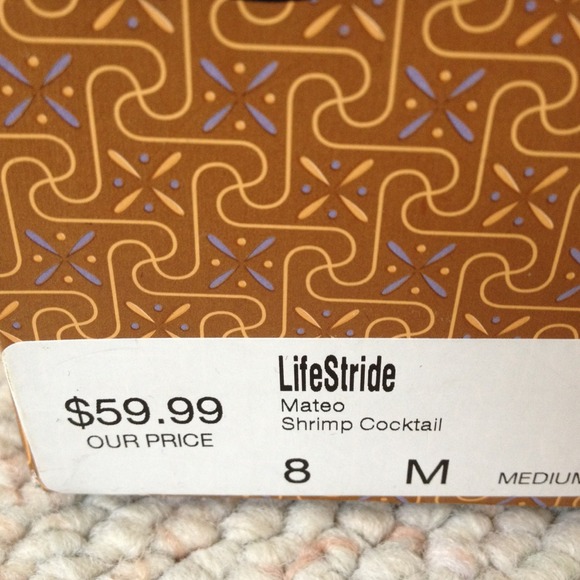 LifeStride
$59.99
Mateo
OUR PRICE
Shrimp Cocktail
8 M MEDIUM